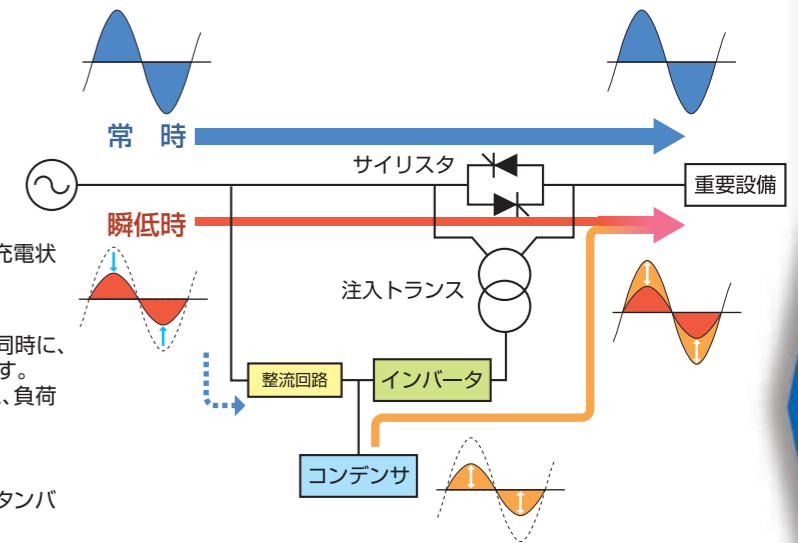 常 時
サイリスタ
重要設備
瞬低時
充電状
注入トランス
同時に、
す。
、負荷
整流回路
インバータ
コンデンサ
タンバ